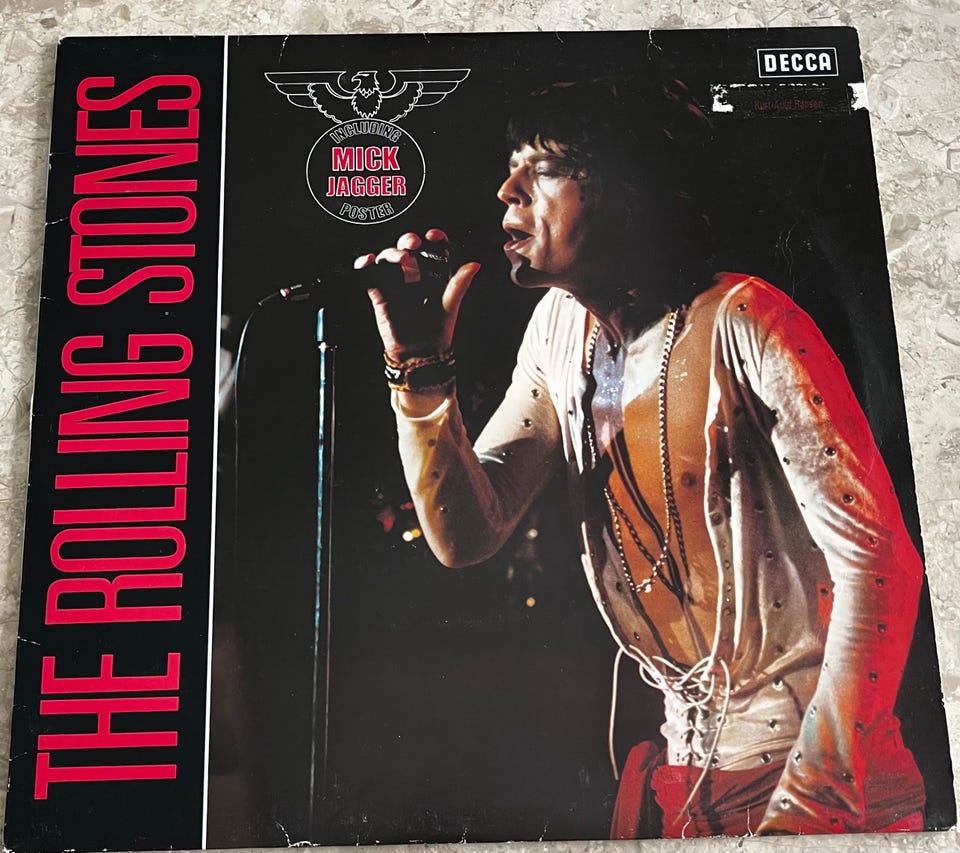 THE ROLLING STONES
INCLUDING
MICK
JAGGER
POSTER
DECCA